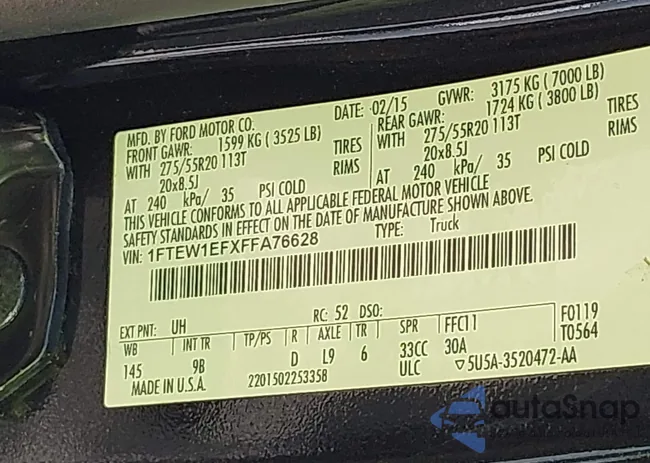 MFD. BY FORD MOTOR CO. DATE: 02/15 GVWR: 3175 KG (7000 LB)
FRONT GAWR: 1599 KG (3525 LB) REAR GAWR: 1724 KG (3800 LB)
WITH 275/55R20 113T TIRES WITH 275/55R20 113T TIRES
20x8.5J RIMS 20x8.5J RIMS
AT 240 kPa/ 35 PSI COLD AT 240 kPa/ 35 PSI COLD
THIS VEHICLE CONFORMS TO ALL APPLICABLE FEDERAL MOTOR VEHICLE
SAFETY STANDARDS IN EFFECT ON THE DATE OF MANUFACTURE SHOWN ABOVE.
VIN: 1FTEW1EFXFFA76628 TYPE: Truck
EXT PNT: UH RC: 52 DSO: F0119
WB INT TR TP/PS R AXLE TR SPR FFC11 T0564
145 9B D L9 6 33CC 30A
MADE IN U.S.A. 2201502253358 ULC ▽5U5A-3520472-AA
autoSnap